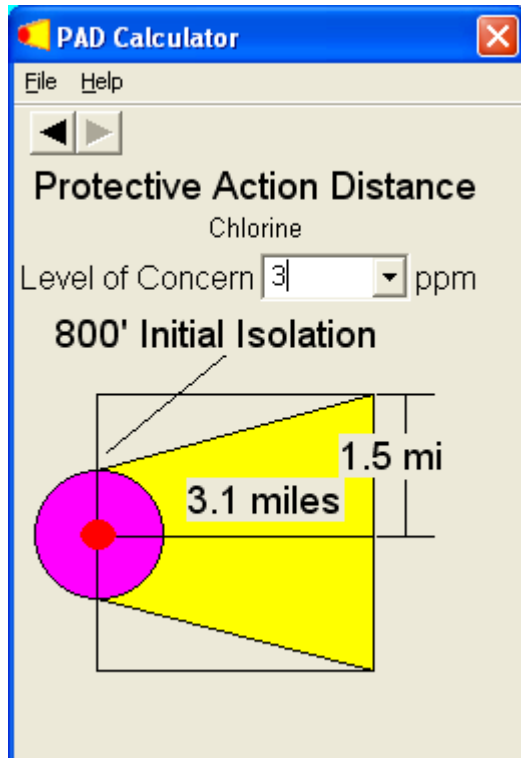 PAD Calculator
File Help
Protective Action Distance
Chlorine
Level of Concern 3 ppm
800' Initial Isolation
1.5 mi
3.1 miles